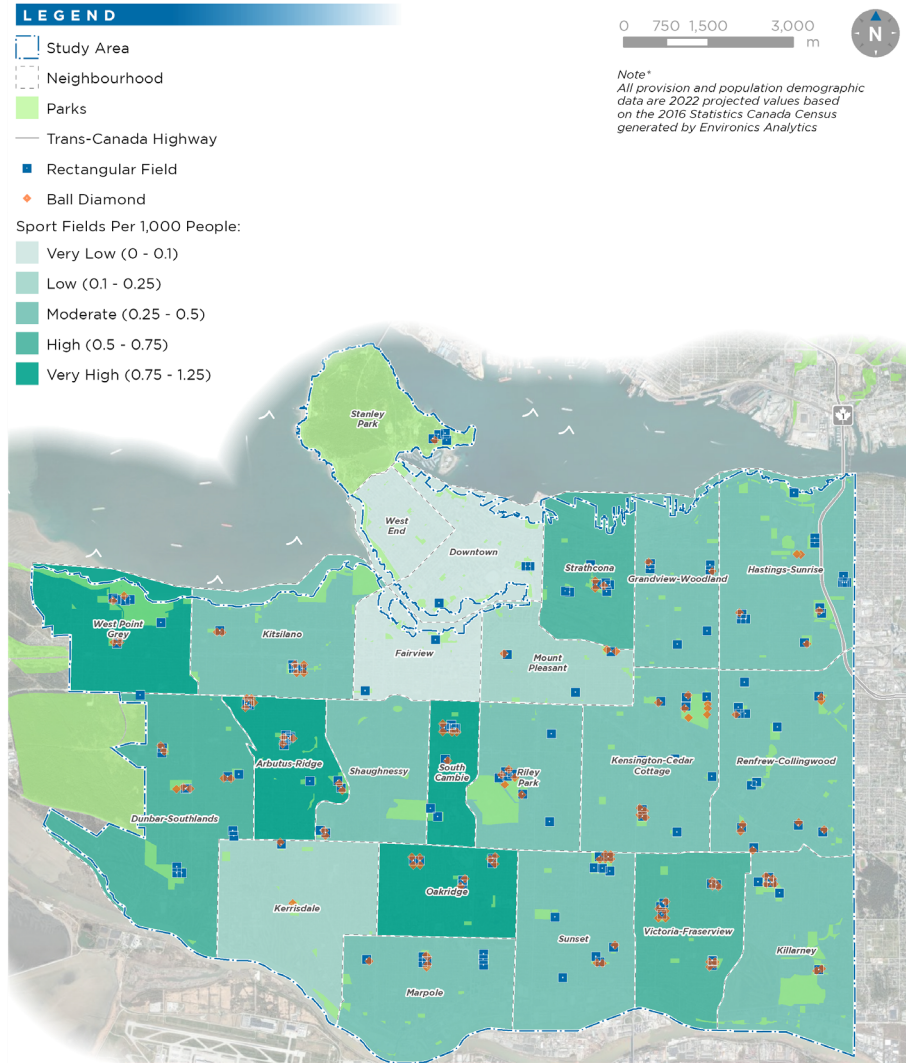 LEGEND
Study Area
Neighbourhood
Parks
Trans-Canada Highway
Rectangular Field
Ball Diamond
Sport Fields Per 1,000 People:
Very Low (0 - 0.1)
Low (0.1 - 0.25)
Moderate (0.25 - 0.5)
High (0.5 - 0.75)
Very High (0.75 - 1.25)
0 750 1,500 3,000
m
N
Note*
All provision and population demographic
data are 2022 projected values based
on the 2016 Statistics Canada Census
generated by Environics Analytics
Stanley
Park
1
West
End
Downtown
Strathcona
Grandview-Woodland
Hastings-Sunrise
West Point
Grey
Kitsilano
Fairview
Mount
Pleasant
Arbutus-Ridge
Shaughnessy
South
Cambie
Riley
Park
Kensington-Cedar
Cottage
Renfrew-Collingwood
Dunbar-Southlands
Kerrisdale
Oakridge
Sunset
Victoria-Fraserview
Killarney
Marpole